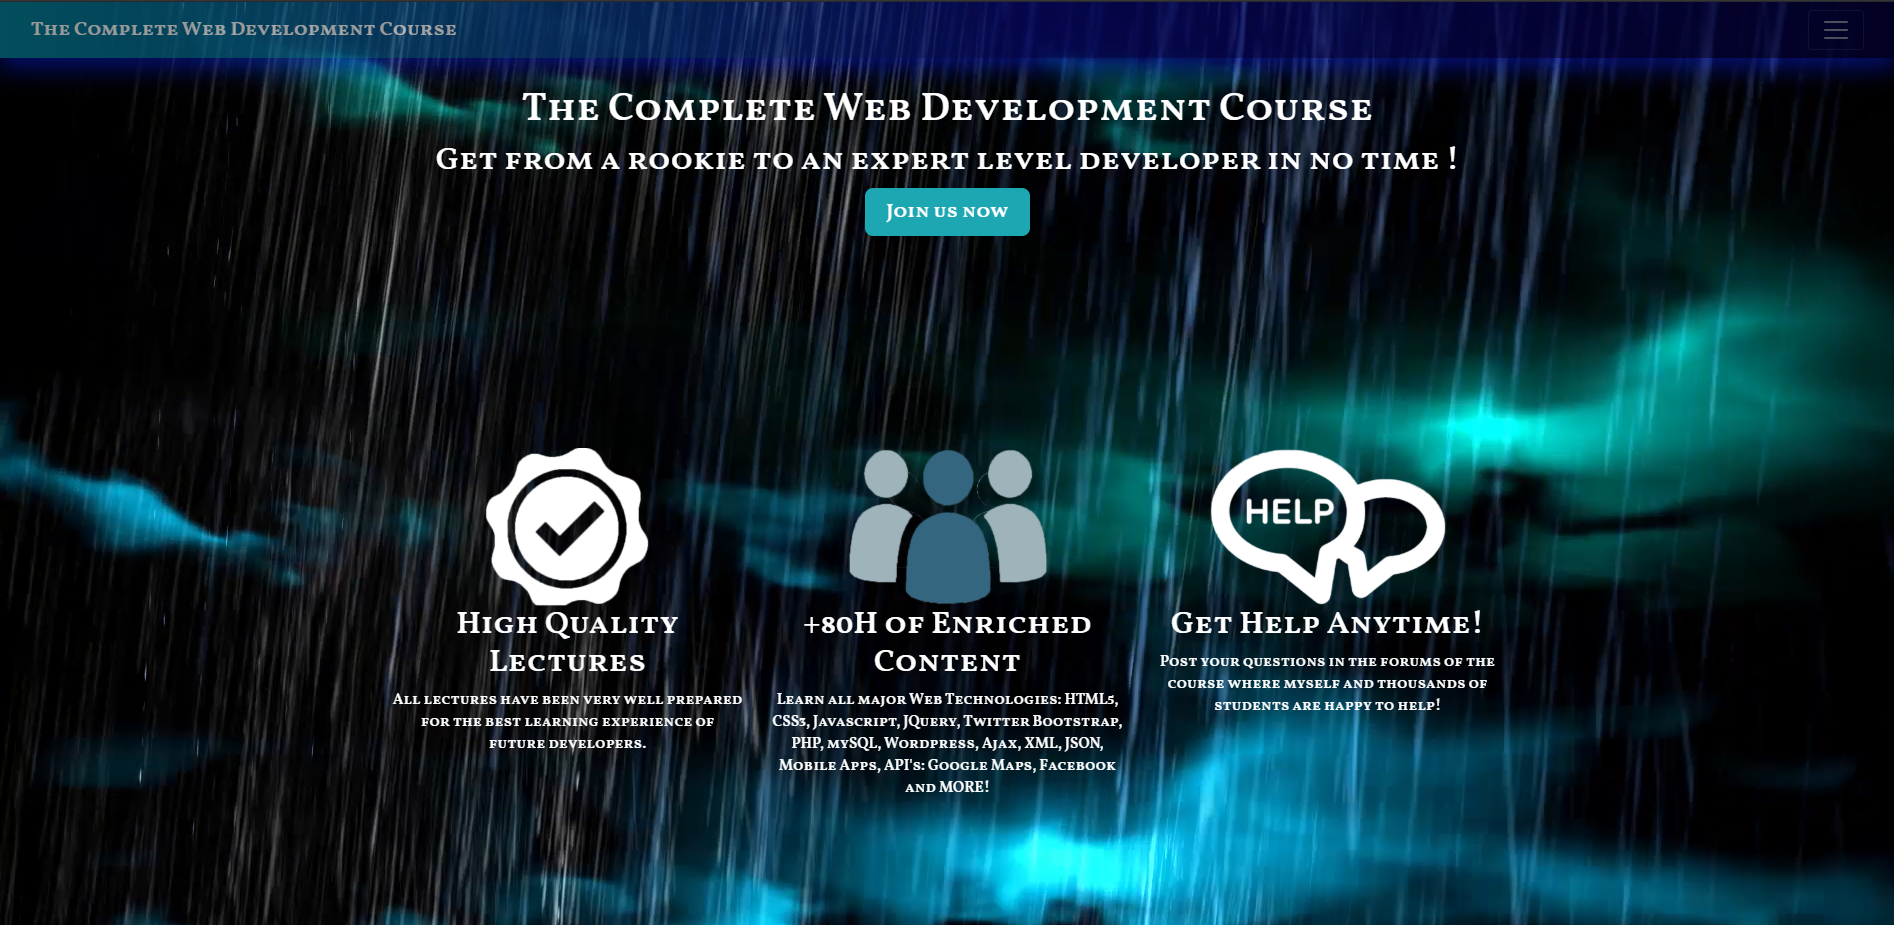 The Complete Web Development Course
The Complete Web Development Course
Get from a rookie to an expert level developer in no time !
Join us now
HELP
High Quality
Lectures
All lectures have been very well prepared
for the best learning experience of
future developers.
+80H of Enriched
Content
Learn all major Web Technologies: HTML5,
CSS3, Javascript, JQuery, Twitter Bootstrap,
PHP, mySQL, Wordpress, Ajax, XML, JSON,
Mobile Apps, API's: Google Maps, Facebook
and MORE!
Get Help Anytime!
Post your questions in the forums of the
course where myself and thousands of
students are happy to help!